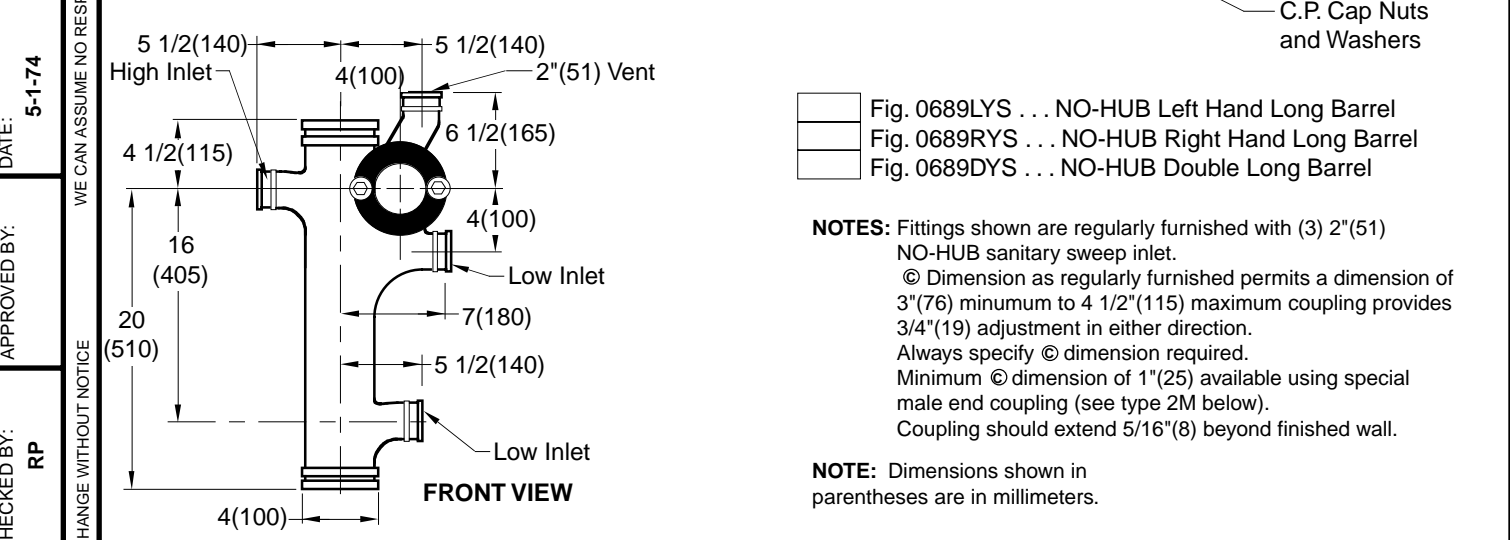 C.P. Cap Nuts
and Washers
DATE:
5-1-74
APPROVED BY:
HECKED BY:
RP
WE CAN ASSUME NO RESP
HANGE WITHOUT NOTICE
5 1/2(140)
5 1/2(140)
High Inlet
4(100)
2"(51) Vent
6 1/2(165)
4 1/2(115)
4(100)
16
(405)
Low Inlet
7(180)
20
(510)
5 1/2(140)
Low Inlet
FRONT VIEW
4(100)
Fig. 0689LYS . . . NO-HUB Left Hand Long Barrel
Fig. 0689RYS . . . NO-HUB Right Hand Long Barrel
Fig. 0689DYS . . . NO-HUB Double Long Barrel
NOTES: Fittings shown are regularly furnished with (3) 2"(51)
NO-HUB sanitary sweep inlet.
© Dimension as regularly furnished permits a dimension of
3"(76) minumum to 4 1/2"(115) maximum coupling provides
3/4"(19) adjustment in either direction.
Always specify © dimension required.
Minimum © dimension of 1"(25) available using special
male end coupling (see type 2M below).
Coupling should extend 5/16"(8) beyond finished wall.
NOTE: Dimensions shown in
parentheses are in millimeters.